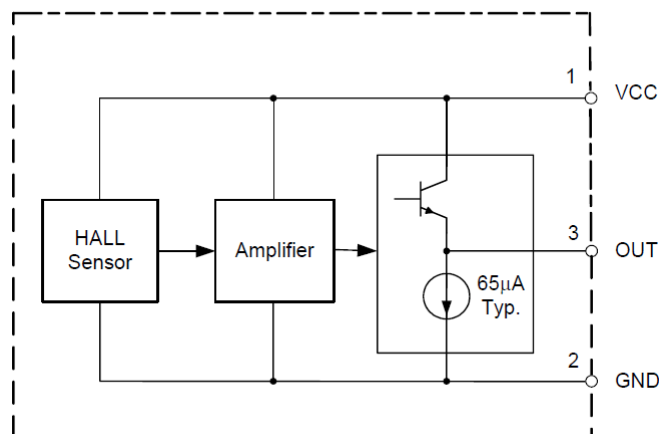 1
VCC
HALL
Sensor
Amplifier
3
OUT
65μA
Typ.
2
GND